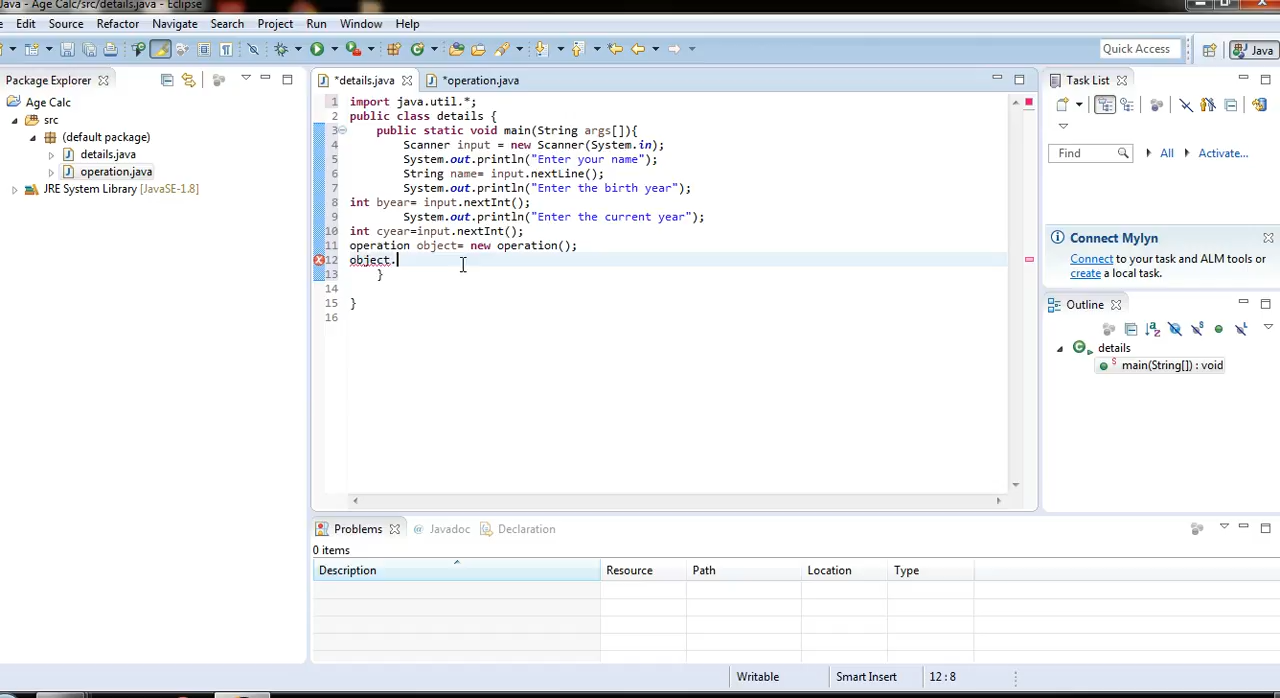 Java - Age Calc/src/details.java - Eclipse
Edit Source Refactor Navigate Search Project Run Window Help
Quick Access
Java
Package Explorer
*details.java
*operation.java
Task List
Age Calc
src
(default package)
details.java
operation.java
JRE System Library [JavaSE-1.8]
1 import java.util.*;
2 public class details {
3 public static void main(String args[]){
4 Scanner input = new Scanner(System.in);
5 System.out.println("Enter your name");
6 String name= input.nextLine();
7 System.out.println("Enter the birth year");
8 int byear= input.nextInt();
9 System.out.println("Enter the current year");
10 int cyear=input.nextInt();
11 operation object= new operation();
12 object.
13 }
14
15 }
16
Find
All
Activate...
Connect Mylyn
Connect to your task and ALM tools or
create a local task.
Outline
details
main(String[]) : void
Problems
@ Javadoc
Declaration
0 items
Description Resource Path Location Type
Writable Smart Insert 12 : 8